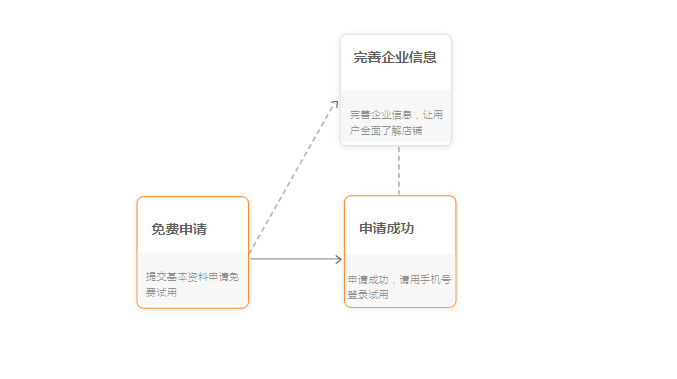 完善企业信息
完善企业信息，让用
户全面了解店铺
免费申请
提交基本资料申请免
费试用
申请成功
申请成功，请用手机号
登录试用